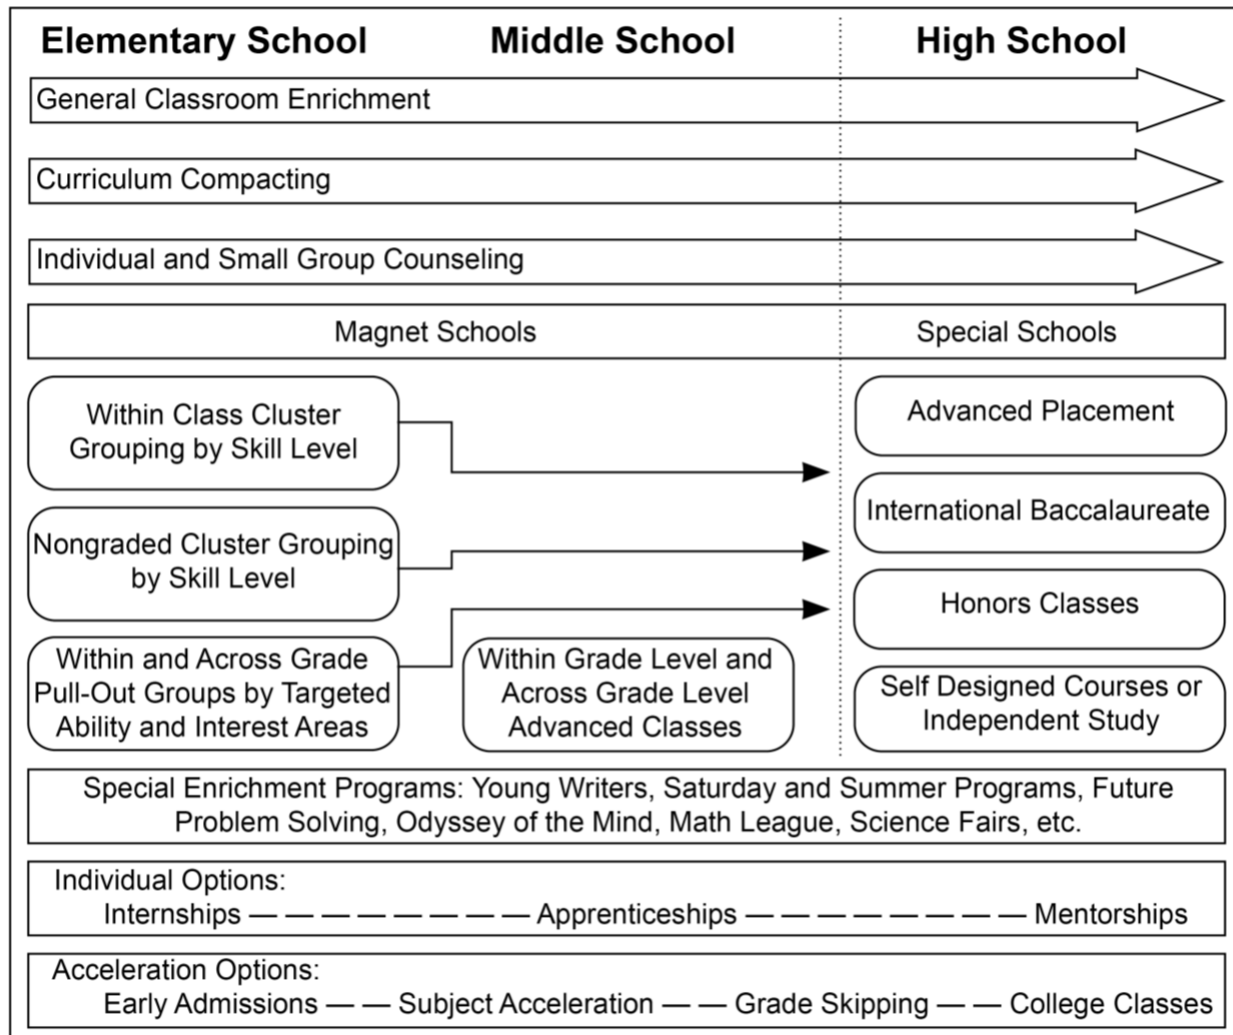 Elementary School Middle School High School
General Classroom Enrichment
Curriculum Compacting
Individual and Small Group Counseling
Magnet Schools Special Schools
Within Class Cluster
Grouping by Skill Level
Nongraded Cluster Grouping
by Skill Level
Within and Across Grade
Pull-Out Groups by Targeted
Ability and Interest Areas
Within Grade Level and
Across Grade Level
Advanced Classes
Advanced Placement
International Baccalaureate
Honors Classes
Self Designed Courses or
Independent Study
Special Enrichment Programs: Young Writers, Saturday and Summer Programs, Future
Problem Solving, Odyssey of the Mind, Math League, Science Fairs, etc.
Individual Options:
Internships — — — — — — — — Apprenticeships — — — — — — — — Mentorships
Acceleration Options:
Early Admissions — — Subject Acceleration — — Grade Skipping — — College Classes